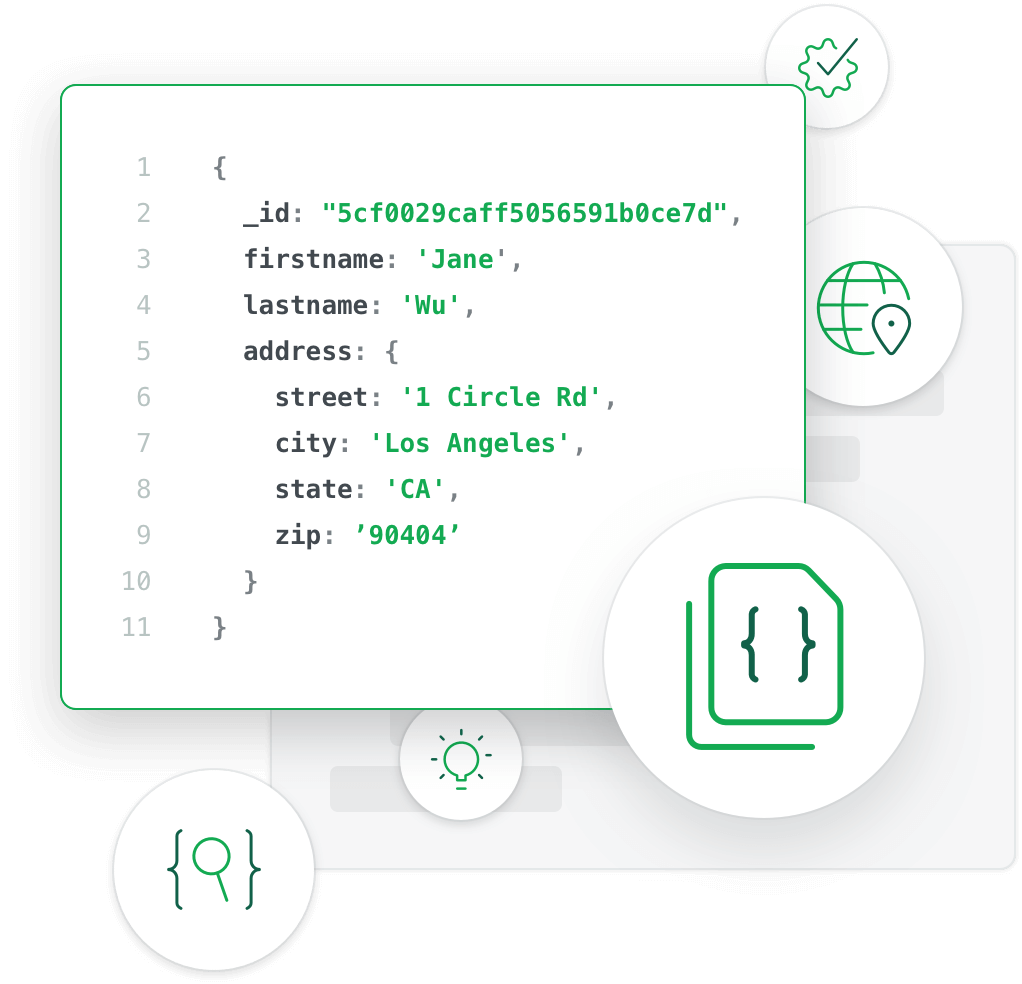 1 {
2 _id: "5cf0029caff5056591b0ce7d",
3 firstname: 'Jane',
4 lastname: 'Wu',
5 address: {
6 street: '1 Circle Rd',
7 city: 'Los Angeles',
8 state: 'CA',
9 zip: ’90404’
10 }
11 }
{ }
{ }